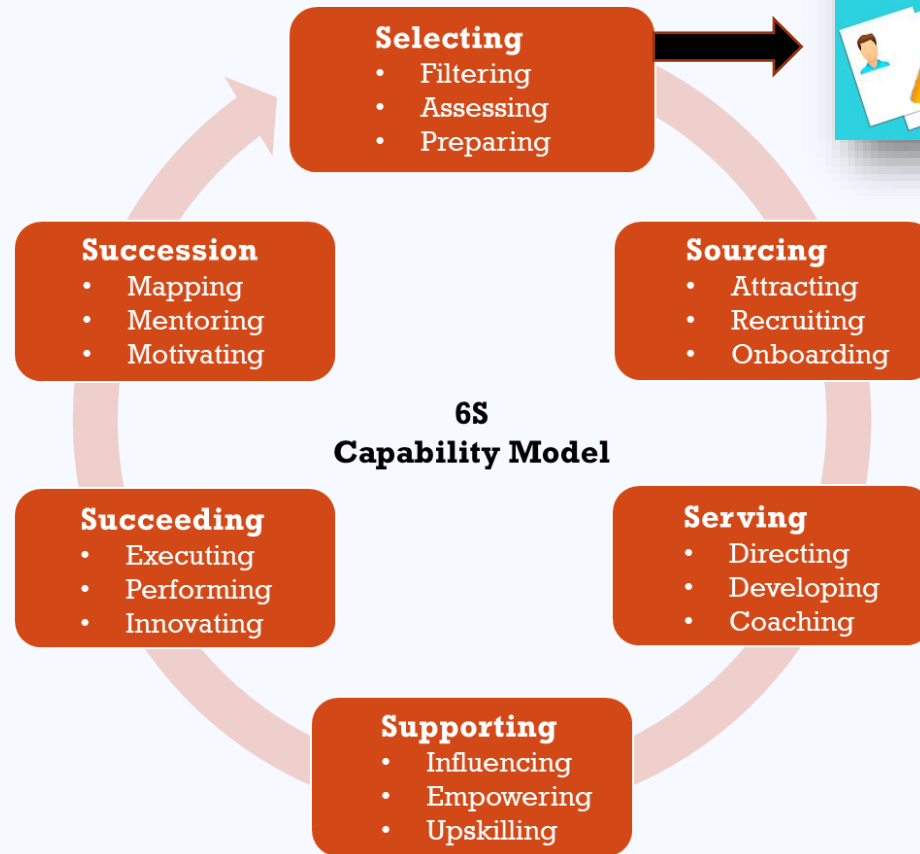 Selecting
• Filtering
• Assessing
• Preparing
Sourcing
• Attracting
• Recruiting
• Onboarding
Serving
• Directing
• Developing
• Coaching
Supporting
• Influencing
• Empowering
• Upskilling
Succeeding
• Executing
• Performing
• Innovating
Succession
• Mapping
• Mentoring
• Motivating
6S
Capability Model